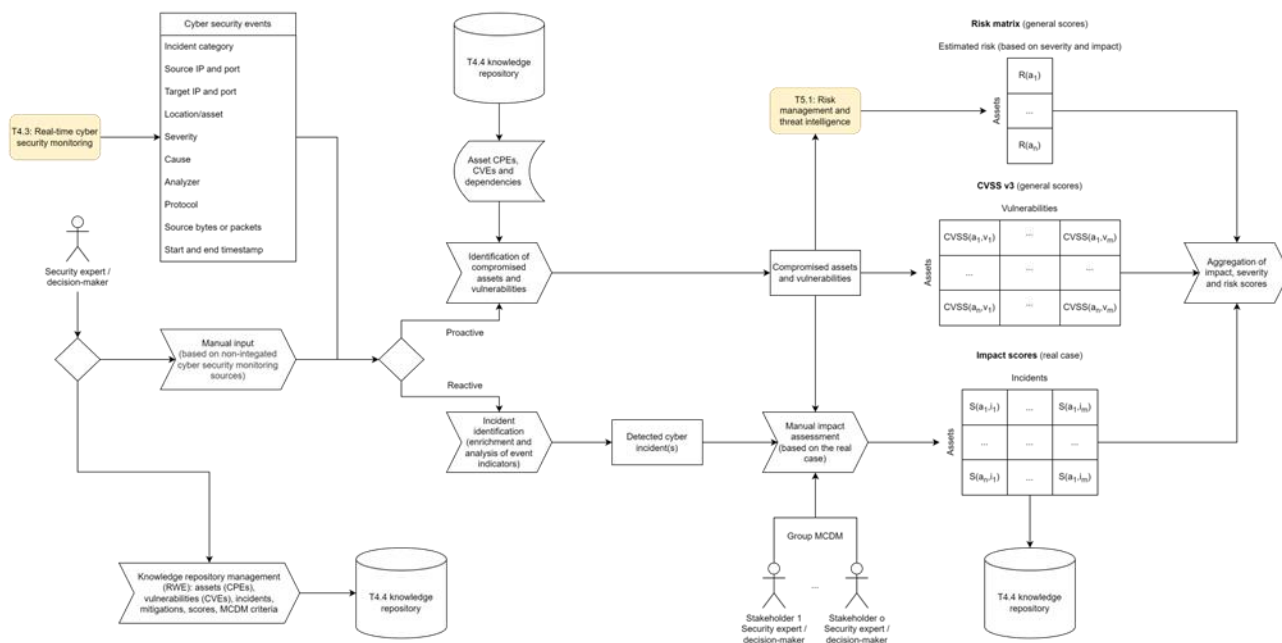 T4.3: Real-time cyber
security monitoring
Cyber security events
Incident category
Source IP and port
Target IP and port
Location/asset
Severity
Cause
Analyzer
Protocol
Source bytes or packets
Start and end timestamp
Security expert /
decision-maker
Manual input
(based on non-integated
cyber security monitoring
sources)
Knowledge repository management
(RWE): assets (CPEs),
vulnerabilities (CVEs), incidents,
mitigations, scores, MCDM criteria
T4.4 knowledge
repository
T4.4 knowledge
repository
Asset CPEs,
CVEs and
dependencies
Identification of
compromised
assets and
vulnerabilities
Proactive
Reactive
Incident
identification
(enrichment and
analysis of event
indicators)
Detected cyber
incident(s)
T5.1: Risk
management and
threat intelligence
Compromised assets
and vulnerabilities
Manual impact
assessment
(based on the real
case)
Group MCDM
...
Stakeholder 1
Security expert /
decision-maker
Stakeholder o
Security expert /
decision-maker
Risk matrix (general scores)
Estimated risk (based on severity and impact)
Assets
R(a1)
...
R(an)
CVSS v3 (general scores)
Vulnerabilities
Assets
CVSS(a1,v1) ... CVSS(a1,vm)
... ... ...
CVSS(an,v1) ... CVSS(an,vm)
Impact scores (real case)
Incidents
Assets
S(a1,i1) ... S(a1,im)
... ... ...
S(an,i1) ... S(a1,im)
T4.4 knowledge
repository
Aggregation of
impact, severity
and risk scores